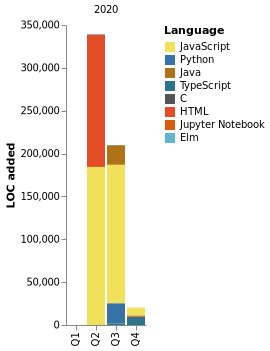 2020
350,000
300,000
250,000
200,000
150,000
100,000
50,000
0
LOC added
Q1
Q2
Q3
Q4
Language
JavaScript
Python
Java
TypeScript
C
HTML
Jupyter Notebook
Elm